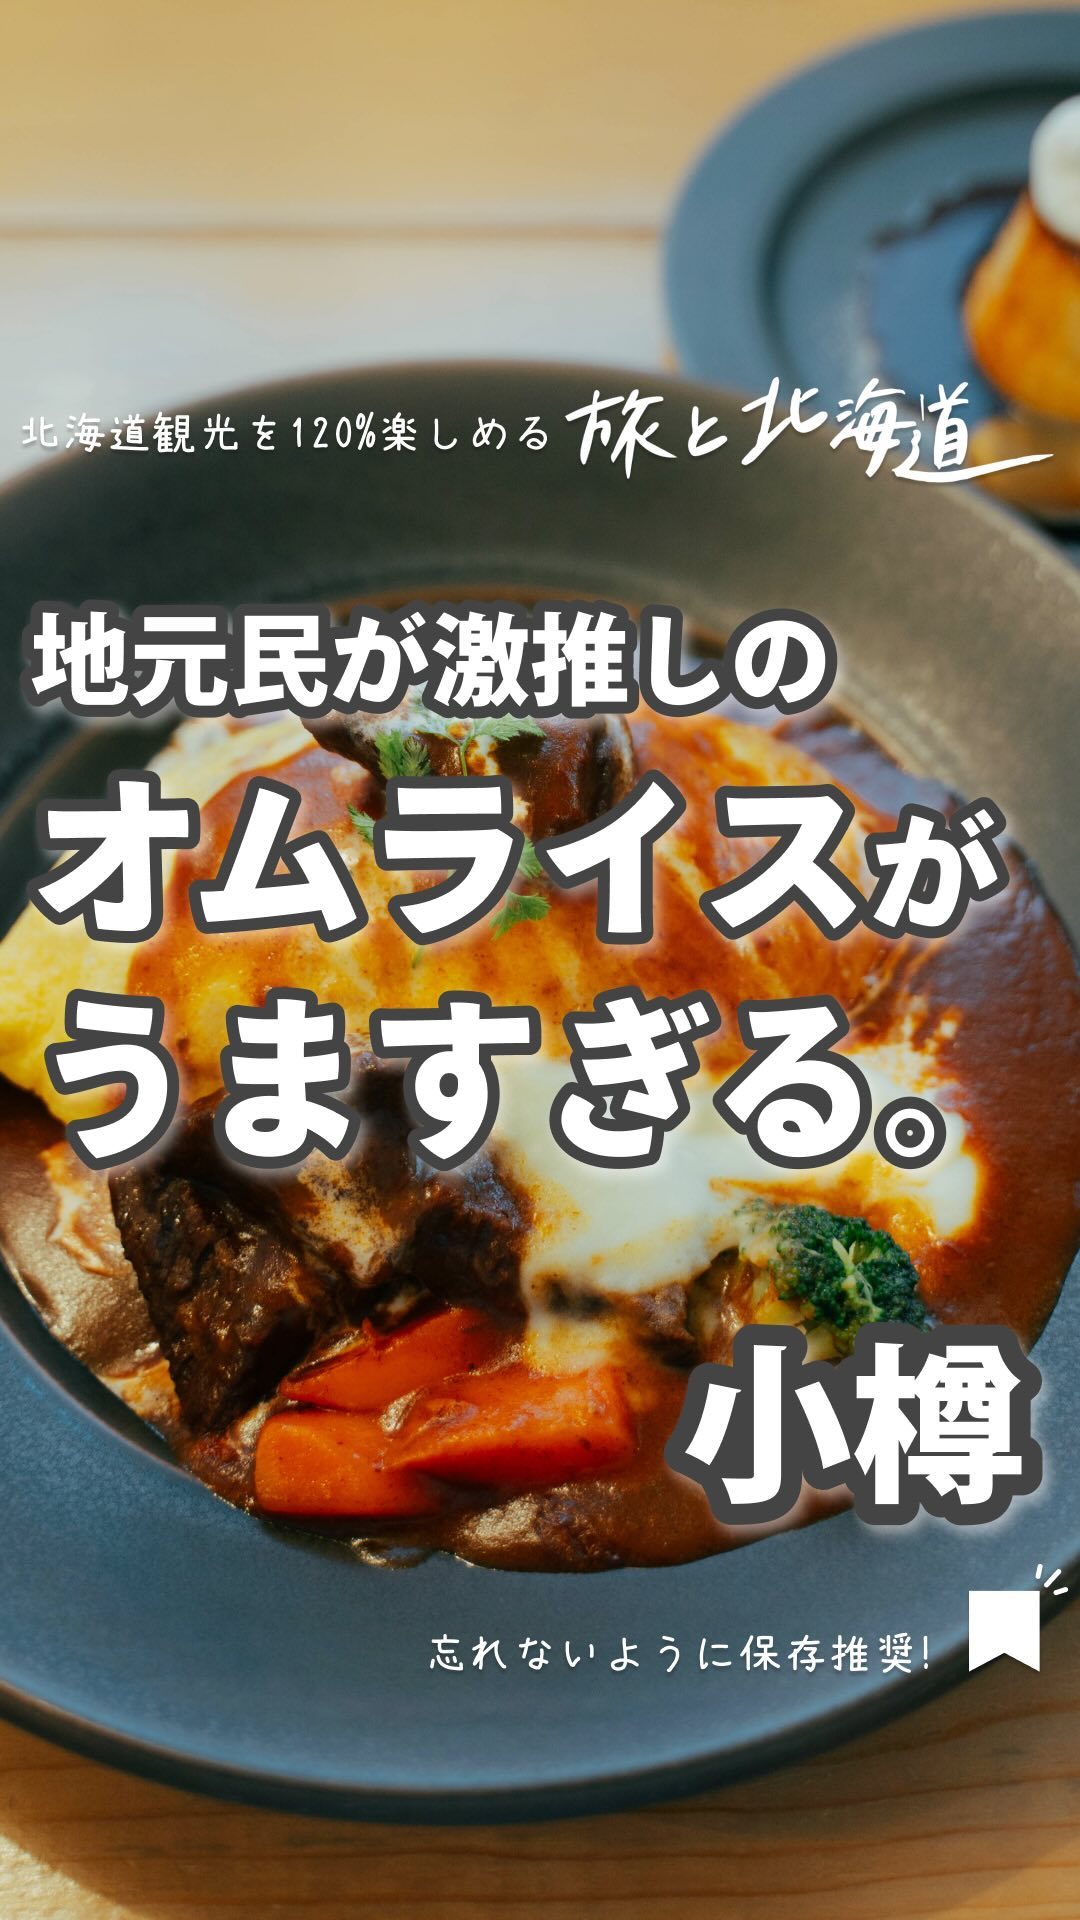 北海道観光を120%楽しめる 旅と北海道
地元民が激推しの
オムライスが
うますぎる。
小樽
忘れないように保存推奨!